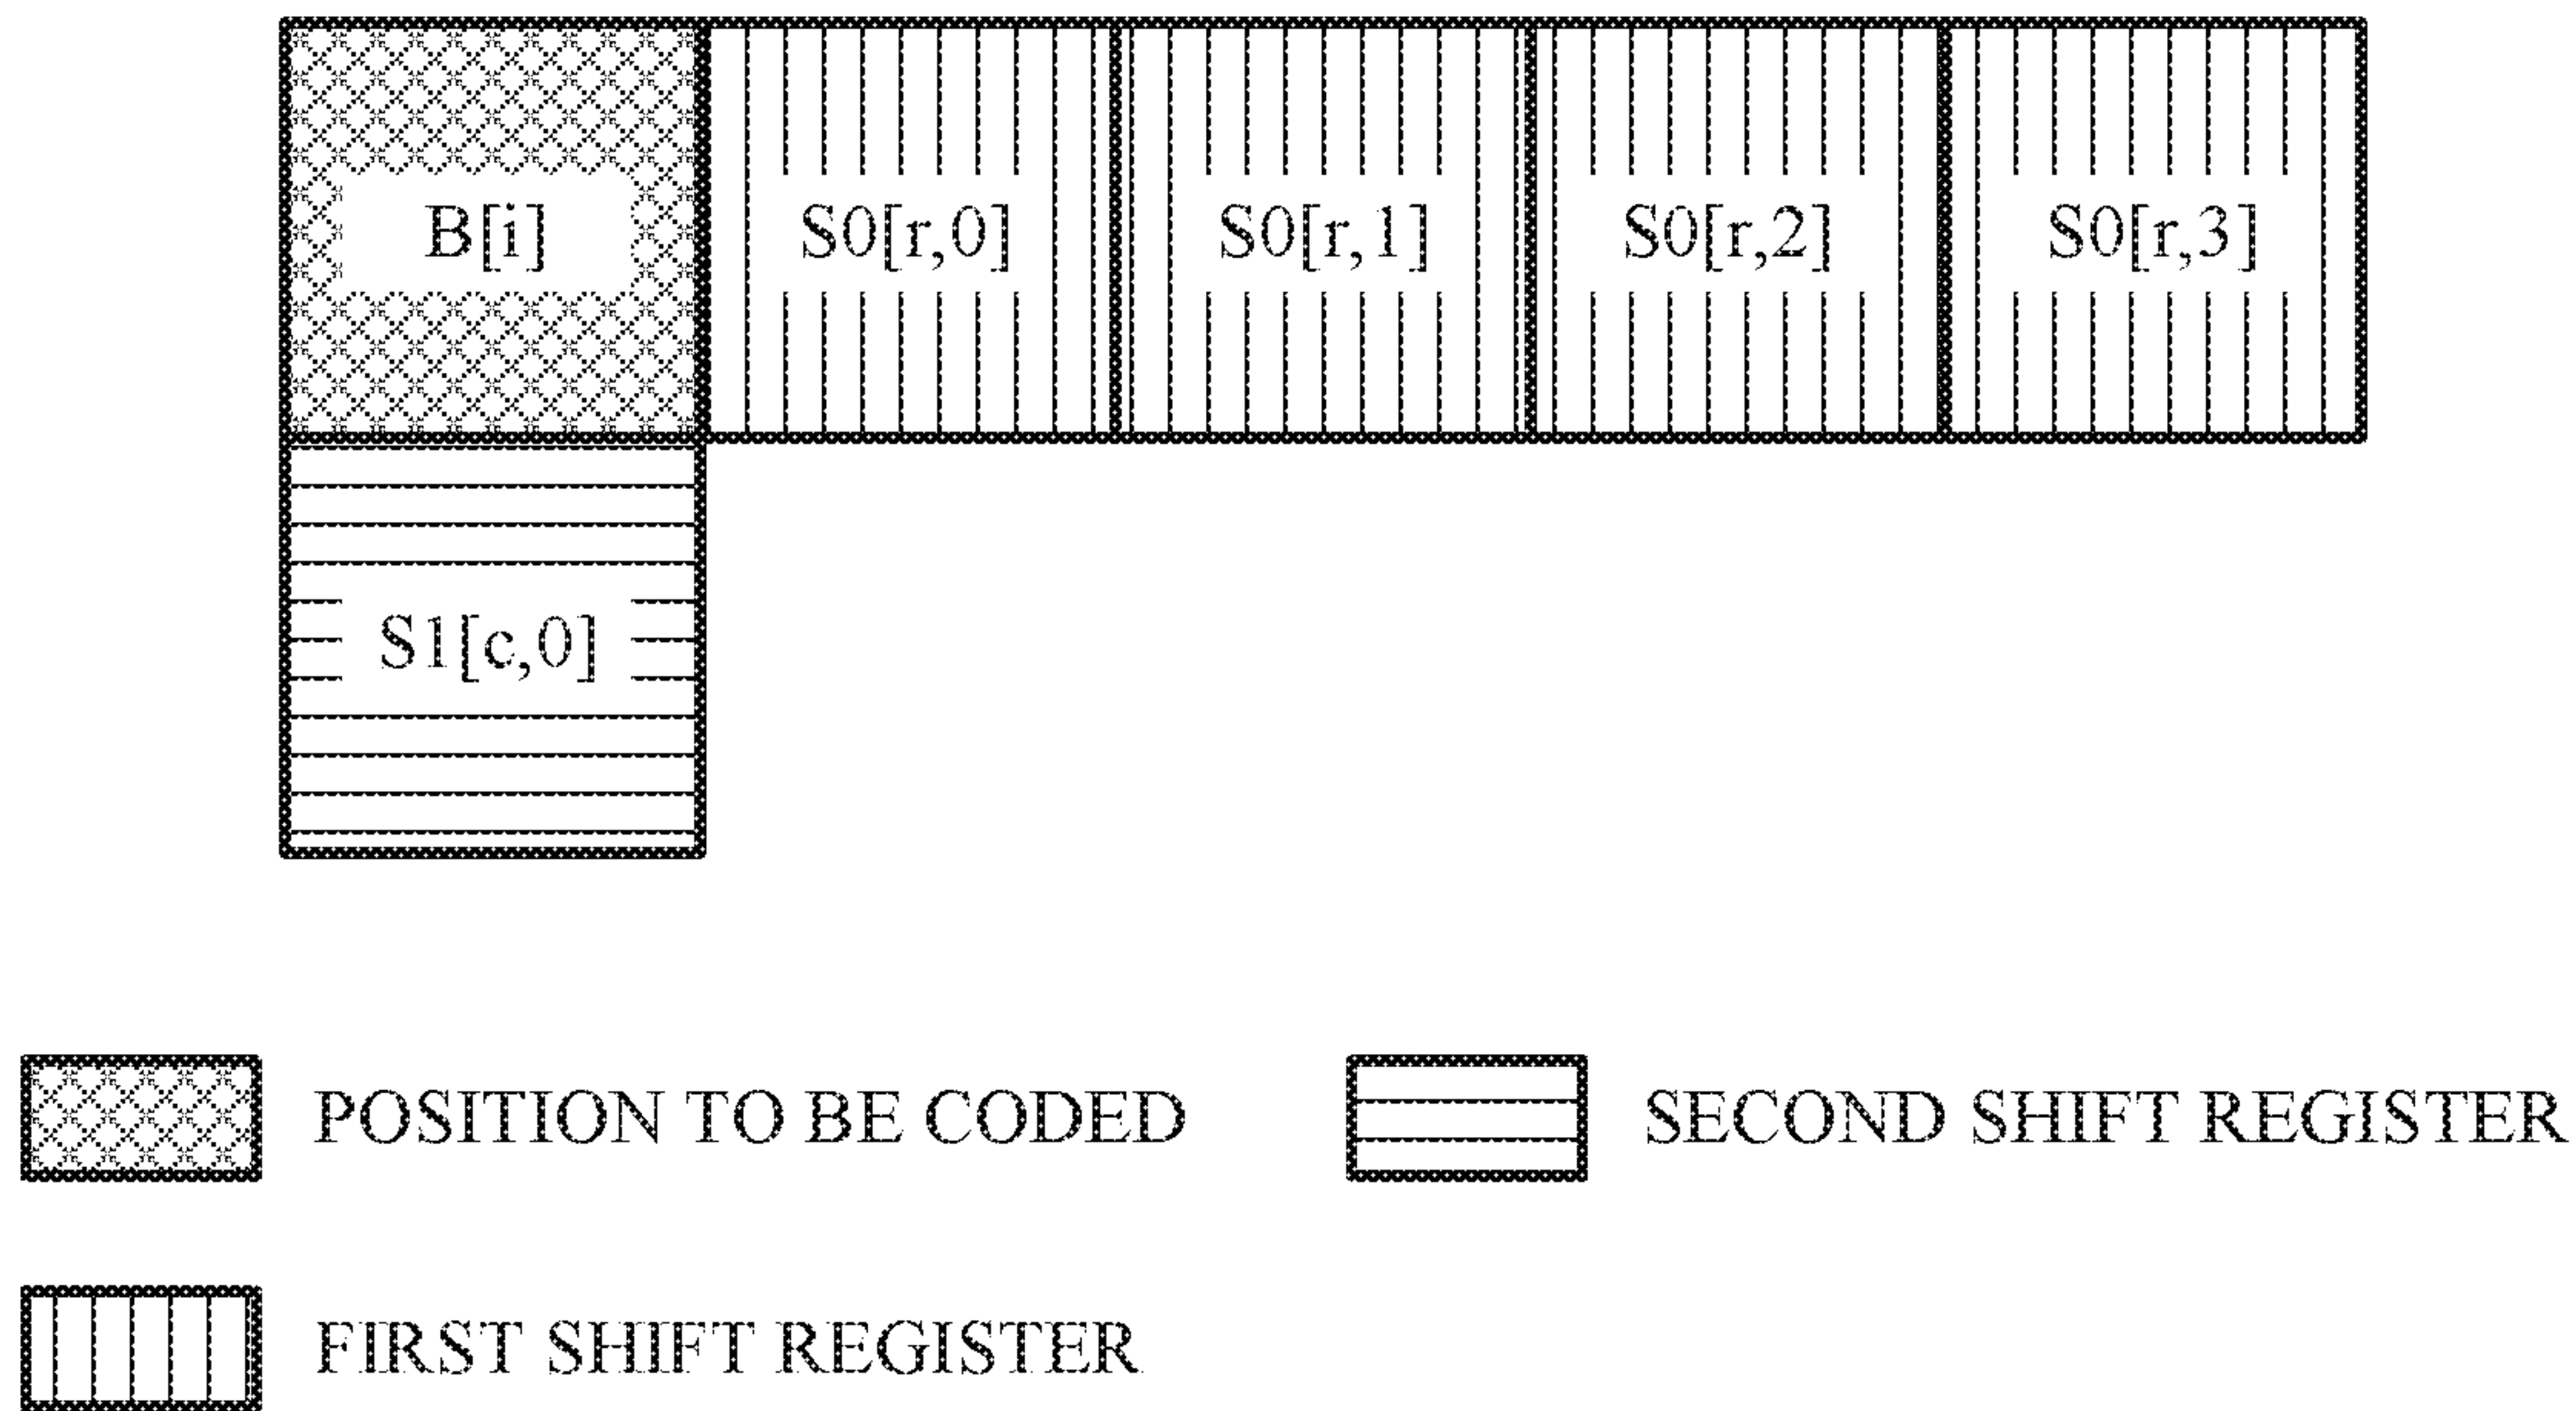 B[i] S0[r,0] S0[r,1] S0[r,2] S0[r,3]
S1[c,0]
POSITION TO BE CODED
SECOND SHIFT REGISTER
FIRST SHIFT REGISTER